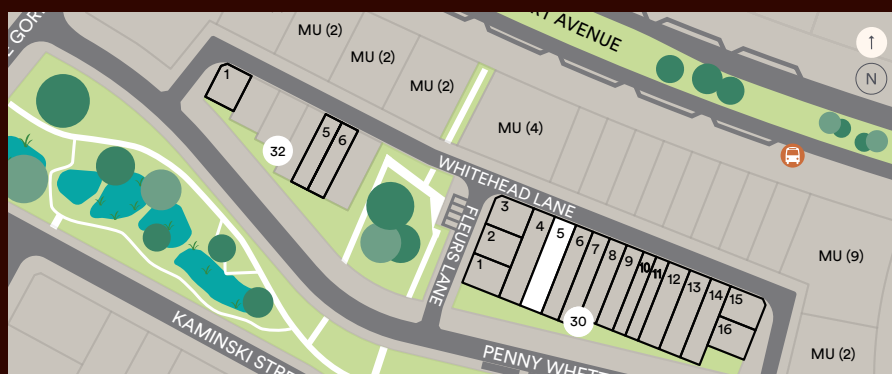 MU (2)
MU (2)
MU (2)
MU (4)
AVENUE
↑
N
1
5
6
32
WHITEHEAD LANE
FLEURS LANE
3
2
1
4
5
6
7
8
9
10
11
12
13
14
15
16
30
MU (9)
MU (2)
KAMINSKI
PENNY